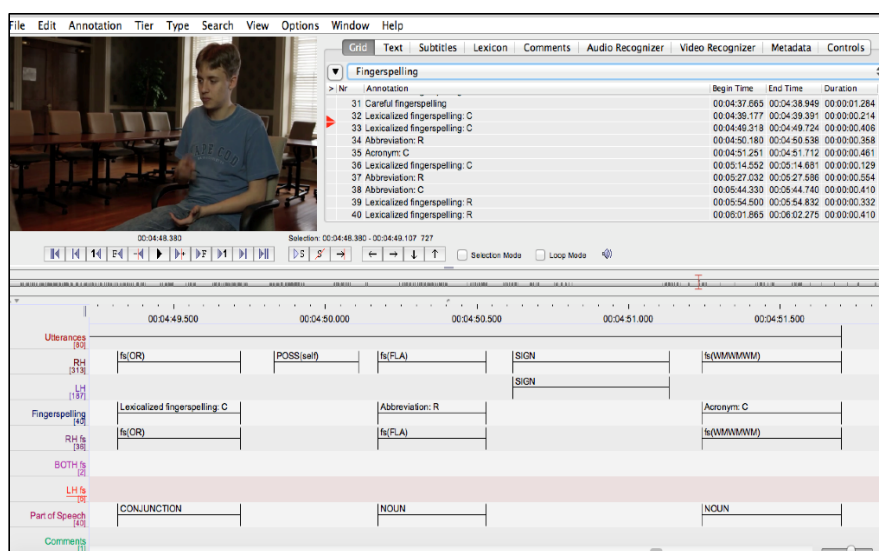 File Edit Annotation Tier Type Search View Options Window Help
Grid Text Subtitles Lexicon Comments Audio Recognizer Video Recognizer Metadata Controls
Fingerspelling
> Nr Annotation Begin Time End Time Duration
31 Careful fingerspelling 00:04:37.665 00:04:38.949 00:00:01.284
32 Lexicalized fingerspelling: C 00:04:39.177 00:04:39.391 00:00:00.214
33 Lexicalized fingerspelling: C 00:04:49.318 00:04:49.724 00:00:00.406
34 Abbreviation: R 00:04:50.180 00:04:50.538 00:00:00.358
35 Acronym: C 00:04:51.251 00:04:51.712 00:00:00.461
36 Lexicalized fingerspelling: C 00:05:14.552 00:05:14.681 00:00:00.129
37 Abbreviation: R 00:05:27.032 00:05:27.586 00:00:00.554
38 Abbreviation: C 00:05:44.330 00:05:44.740 00:00:00.410
39 Lexicalized fingerspelling: R 00:05:54.500 00:05:54.832 00:00:00.332
40 Lexicalized fingerspelling: R 00:06:01.865 00:06:02.275 00:00:00.410
00:04:48.380 Selection: 00:04:48.380 - 00:04:49.107 727
Selection Mode Loop Mode
00:04:49.500 00:04:50.000 00:04:50.500 00:04:51.000 00:04:51.500
Utterances
[80]
RH fs(OR) POSS(self) fs(FLA) SIGN fs(WMWMWM)
[313]
LH SIGN
[187]
Fingerspelling Lexicalized fingerspelling: C Abbreviation: R Acronym: C
[40]
RH fs fs(OR) fs(FLA) fs(WMWMWM)
[36]
BOTH fs
[2]
LH fs
[0]
Part of Speech CONJUNCTION NOUN NOUN
[40]
Comments
[1]